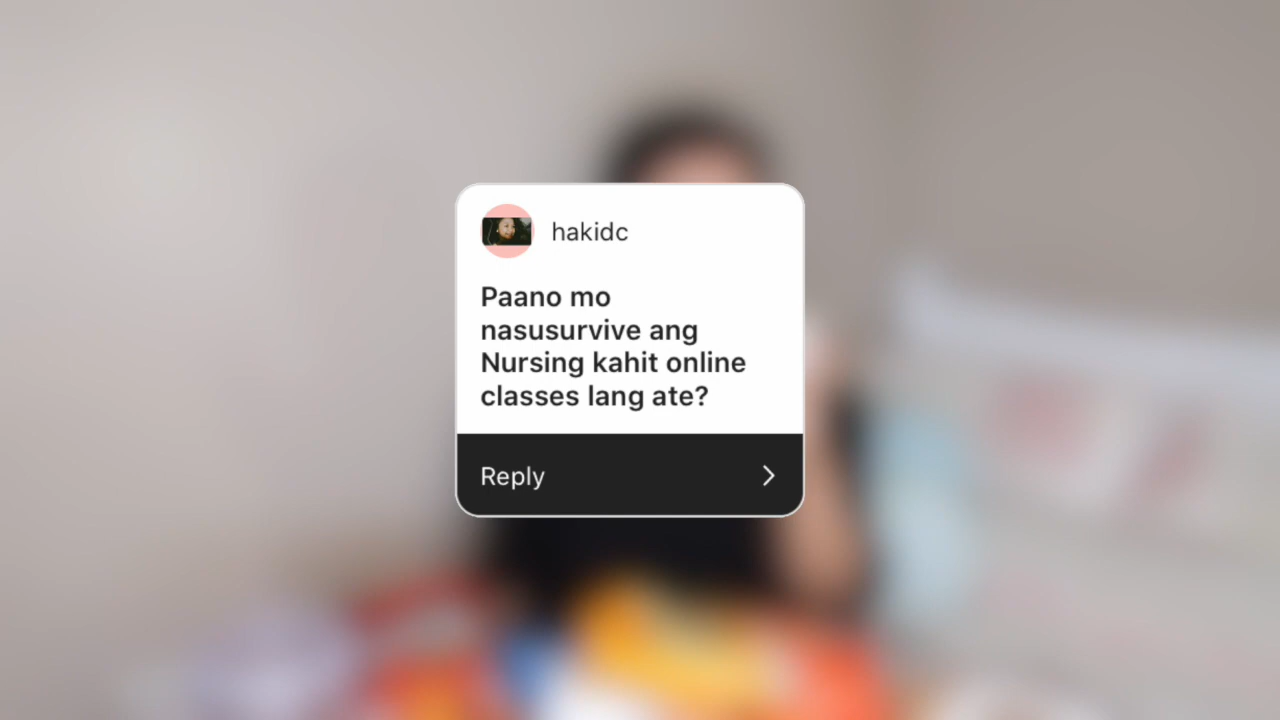 hakidc
Paano mo
nasusurvive ang
Nursing kahit online
classes lang ate?
Reply